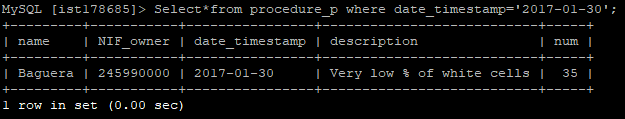 MySQL [ist178685]> Select*from procedure_p where date_timestamp='2017-01-30';
+---------+-----------+----------------+----------------------------+-----+
| name    | NIF_owner | date_timestamp | description                | num |
+---------+-----------+----------------+----------------------------+-----+
| Baguera | 245990000 | 2017-01-30     | Very low % of white cells  |  35 |
+---------+-----------+----------------+----------------------------+-----+
1 row in set (0.00 sec)